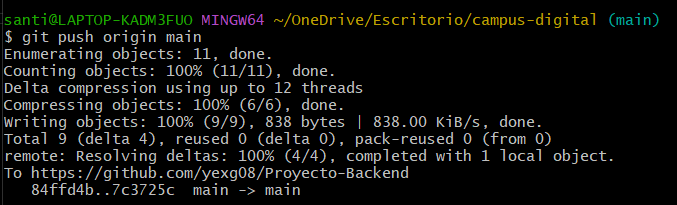 santi@LAPTOP-KADM3FUO MINGW64 ~/OneDrive/Escritorio/campus-digital (main)
$ git push origin main
Enumerating objects: 11, done.
Counting objects: 100% (11/11), done.
Delta compression using up to 12 threads
Compressing objects: 100% (6/6), done.
Writing objects: 100% (9/9), 838 bytes | 838.00 KiB/s, done.
Total 9 (delta 4), reused 0 (delta 0), pack-reused 0 (from 0)
remote: Resolving deltas: 100% (4/4), completed with 1 local object.
To https://github.com/yexg08/Proyecto-Backend
   84ffd4b..7c3725c  main -> main